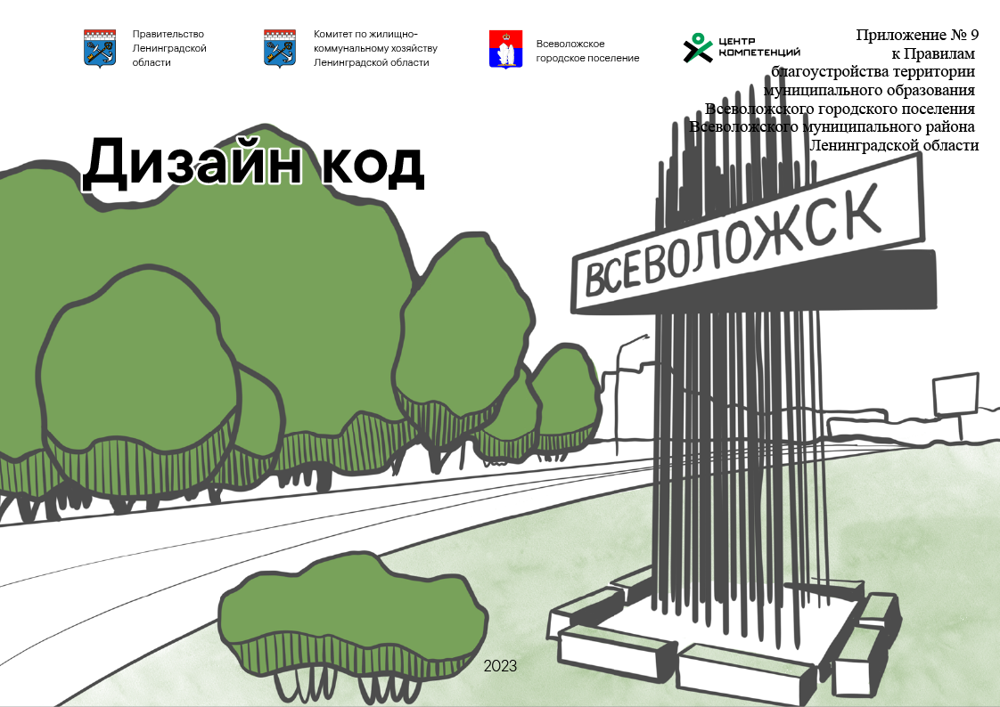 Правительство
Ленинградской
области
Комитет по жилищно-
коммунальному хозяйству
Ленинградской области
Всеволожское
городское поселение
ЦЕНТР
КОМПЕТЕНЦИЙ
Приложение № 9
к Правилам
благоустройства территории
муниципального образования
Всеволожского городского поселения
Всеволожского муниципального района
Ленинградской области
Дизайн код
ВСЕВОЛОЖСК
2023